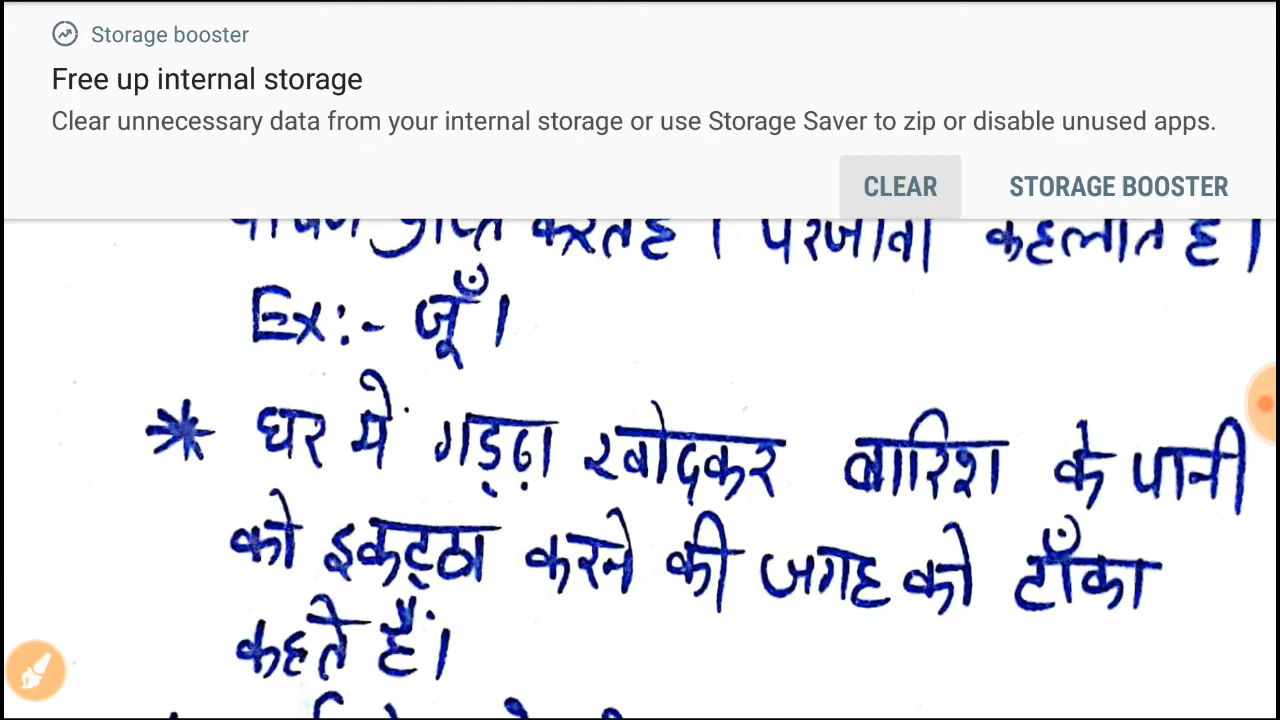 Storage booster
Free up internal storage
Clear unnecessary data from your internal storage or use Storage Saver to zip or disable unused apps.
CLEAR STORAGE BOOSTER
प्राप्त करते है । परजीवी कहलाते है ।
Ex:- जूँ ।
* घर में गड्ढ़ा खोदकर बारिश के पानी
को इकट्ठा करने की जगह को टाँका
कहते हैं ।